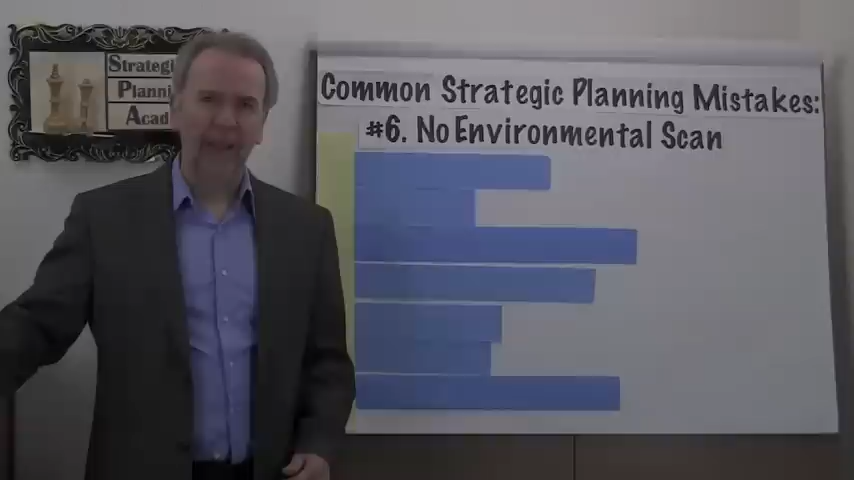 Strategi
Planni
Acad
Common Strategic Planning Mistakes:
#6. No Environmental Scan